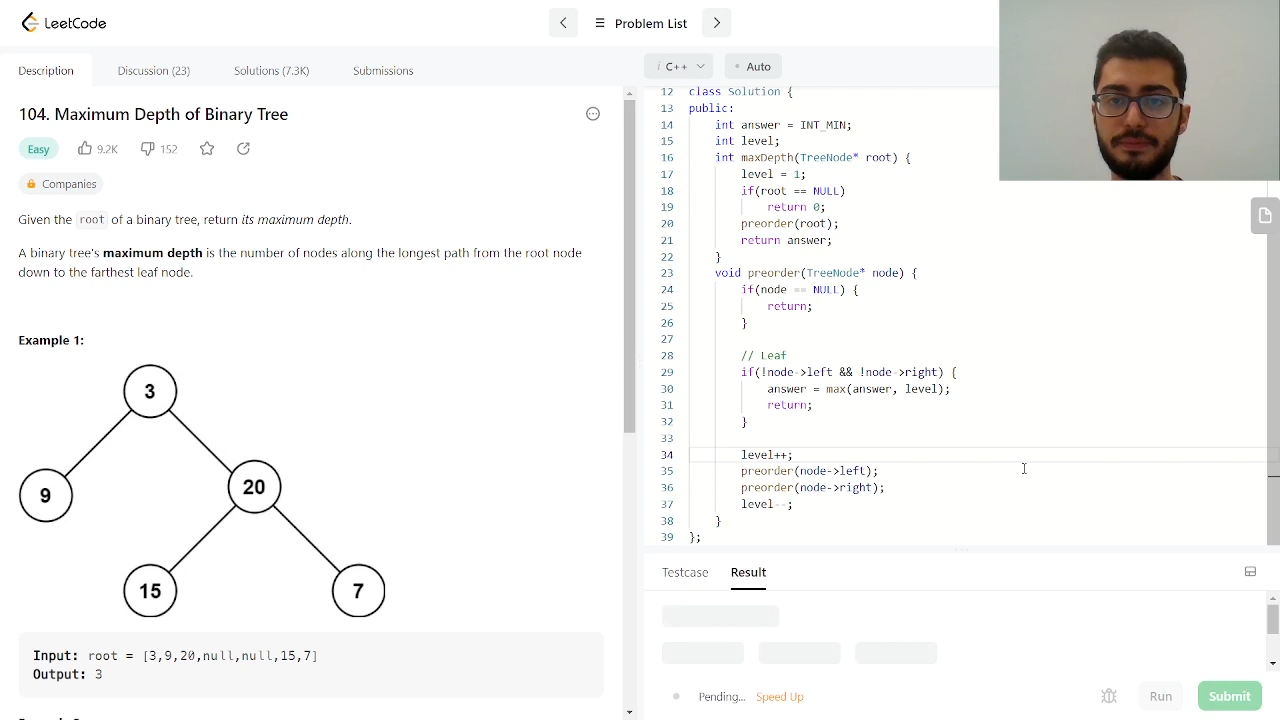 LeetCode
Problem List
Description
Discussion (23)
Solutions (7.3K)
Submissions
i C++
Auto
104. Maximum Depth of Binary Tree
Easy
9.2K
152
Companies
Given the root of a binary tree, return its maximum depth.
A binary tree's maximum depth is the number of nodes along the longest path from the root node
down to the farthest leaf node.
Example 1:
3
9
20
15
7
Input: root = [3,9,20,null,null,15,7]
Output: 3
12 class Solution {
13 public:
14 int answer = INT_MIN;
15 int level;
16 int maxDepth(TreeNode* root) {
17 level = 1;
18 if(root == NULL)
19 return 0;
20 preorder(root);
21 return answer;
22 }
23 void preorder(TreeNode* node) {
24 if(node == NULL) {
25 return;
26 }
27
28 // Leaf
29 if(!node->left && !node->right) {
30 answer = max(answer, level);
31 return;
32 }
33
34 level++;
35 preorder(node->left);
36 preorder(node->right);
37 level--;
38 }
39 };
Testcase
Result
Pending...
Speed Up
Run
Submit